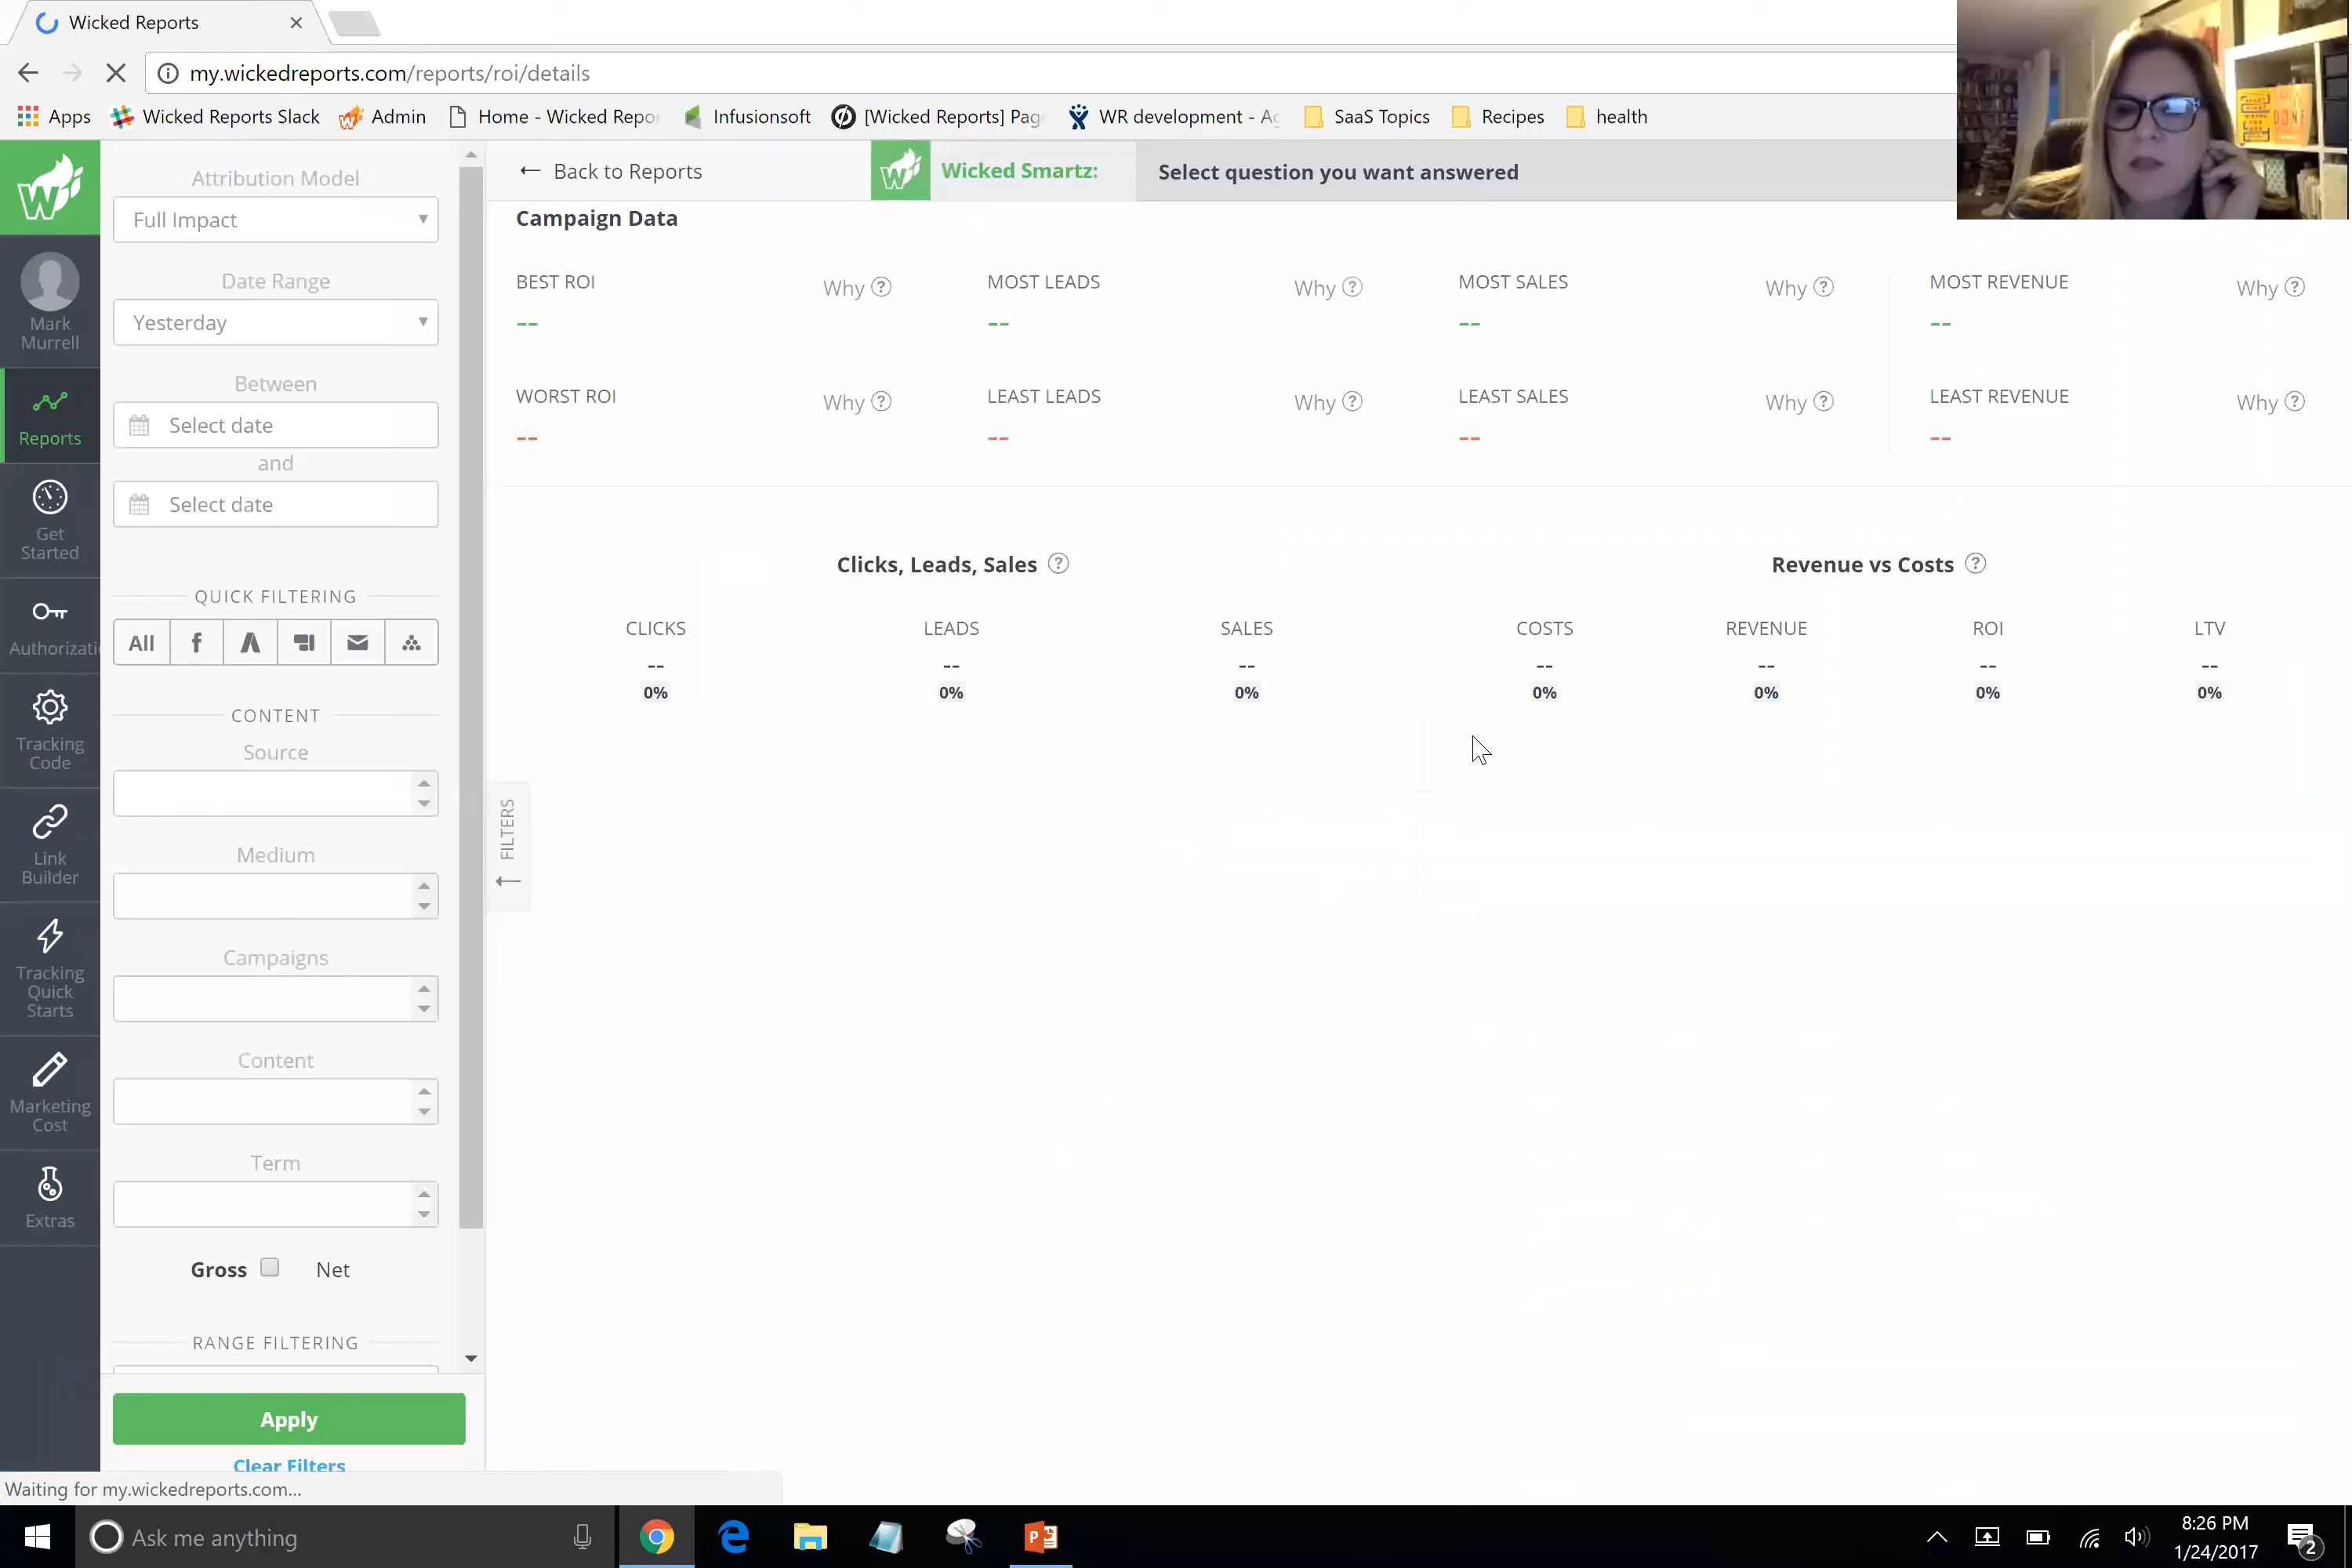 Wicked Reports
my.wickedreports.com/reports/roi/details
Apps
Wicked Reports Slack
Admin
Home - Wicked Repo
Infusionsoft
[Wicked Reports] Pag
WR development - Ag
SaaS Topics
Recipes
health
Mark
Murrell
Reports
Get
Started
Authorizati
Tracking
Code
Link
Builder
Tracking
Quick
Starts
Marketing
Cost
Extras
Attribution Model
Full Impact
Date Range
Yesterday
Between
Select date
and
Select date
QUICK FILTERING
All
CONTENT
Source
Medium
Campaigns
Content
Term
Gross Net
RANGE FILTERING
Apply
Clear Filters
FILTERS
← Back to Reports
Wicked Smartz:
Select question you want answered
Campaign Data
BEST ROI Why ? MOST LEADS Why ? MOST SALES Why ? MOST REVENUE Why ?
-- -- -- --
WORST ROI Why ? LEAST LEADS Why ? LEAST SALES Why ? LEAST REVENUE Why ?
-- -- -- --
Clicks, Leads, Sales ? Revenue vs Costs ?
CLICKS LEADS SALES COSTS REVENUE ROI LTV
-- -- -- -- -- -- --
0% 0% 0% 0% 0% 0% 0%
Waiting for my.wickedreports.com...
Ask me anything
8:26 PM
1/24/2017
2